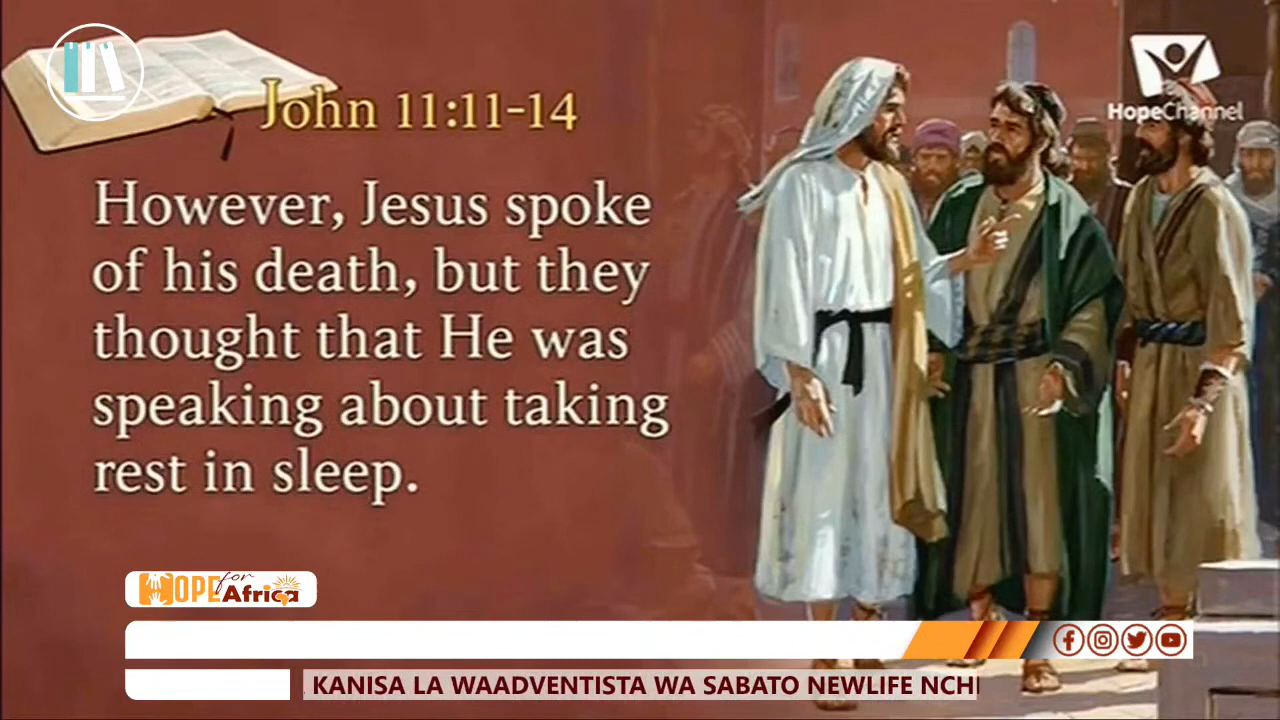 John 11:11-14
HopeChannel
However, Jesus spoke
of his death, but they
thought that He was
speaking about taking
rest in sleep.
HOPE for Africa
KANISA LA WAADVENTISTA WA SABATO NEWLIFE